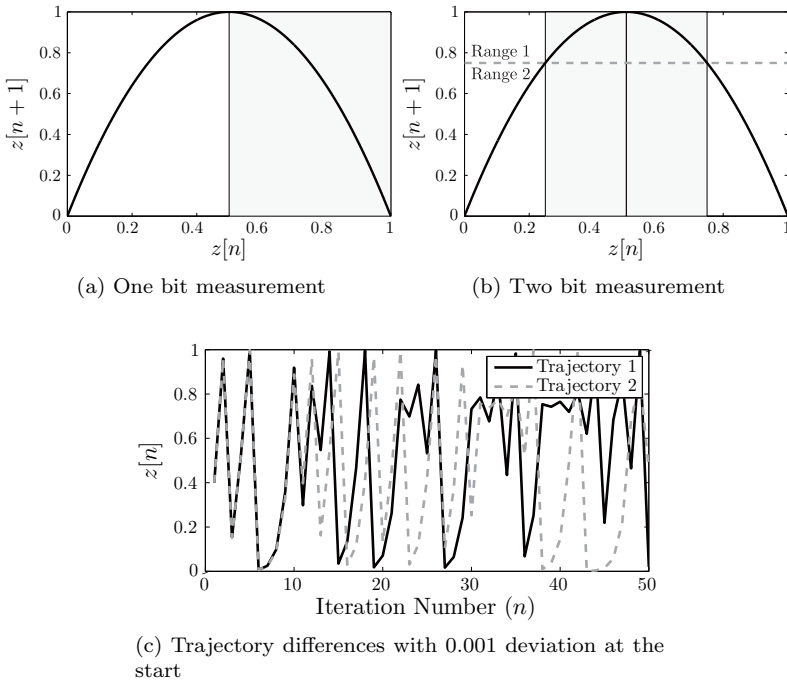 1
0.8
0.6
0.4
0.2
0
z[n + 1]
0
0.2
0.4
0.6
0.8
1
z[n]
(a) One bit measurement
1
0.8
0.6
0.4
0.2
0
z[n + 1]
Range 1
Range 2
0
0.2
0.4
0.6
0.8
1
z[n]
(b) Two bit measurement
1
0.8
0.6
0.4
0.2
0
z[n]
Trajectory 1
Trajectory 2
0
10
20
30
40
50
Iteration Number (n)
(c) Trajectory differences with 0.001 deviation at the
start